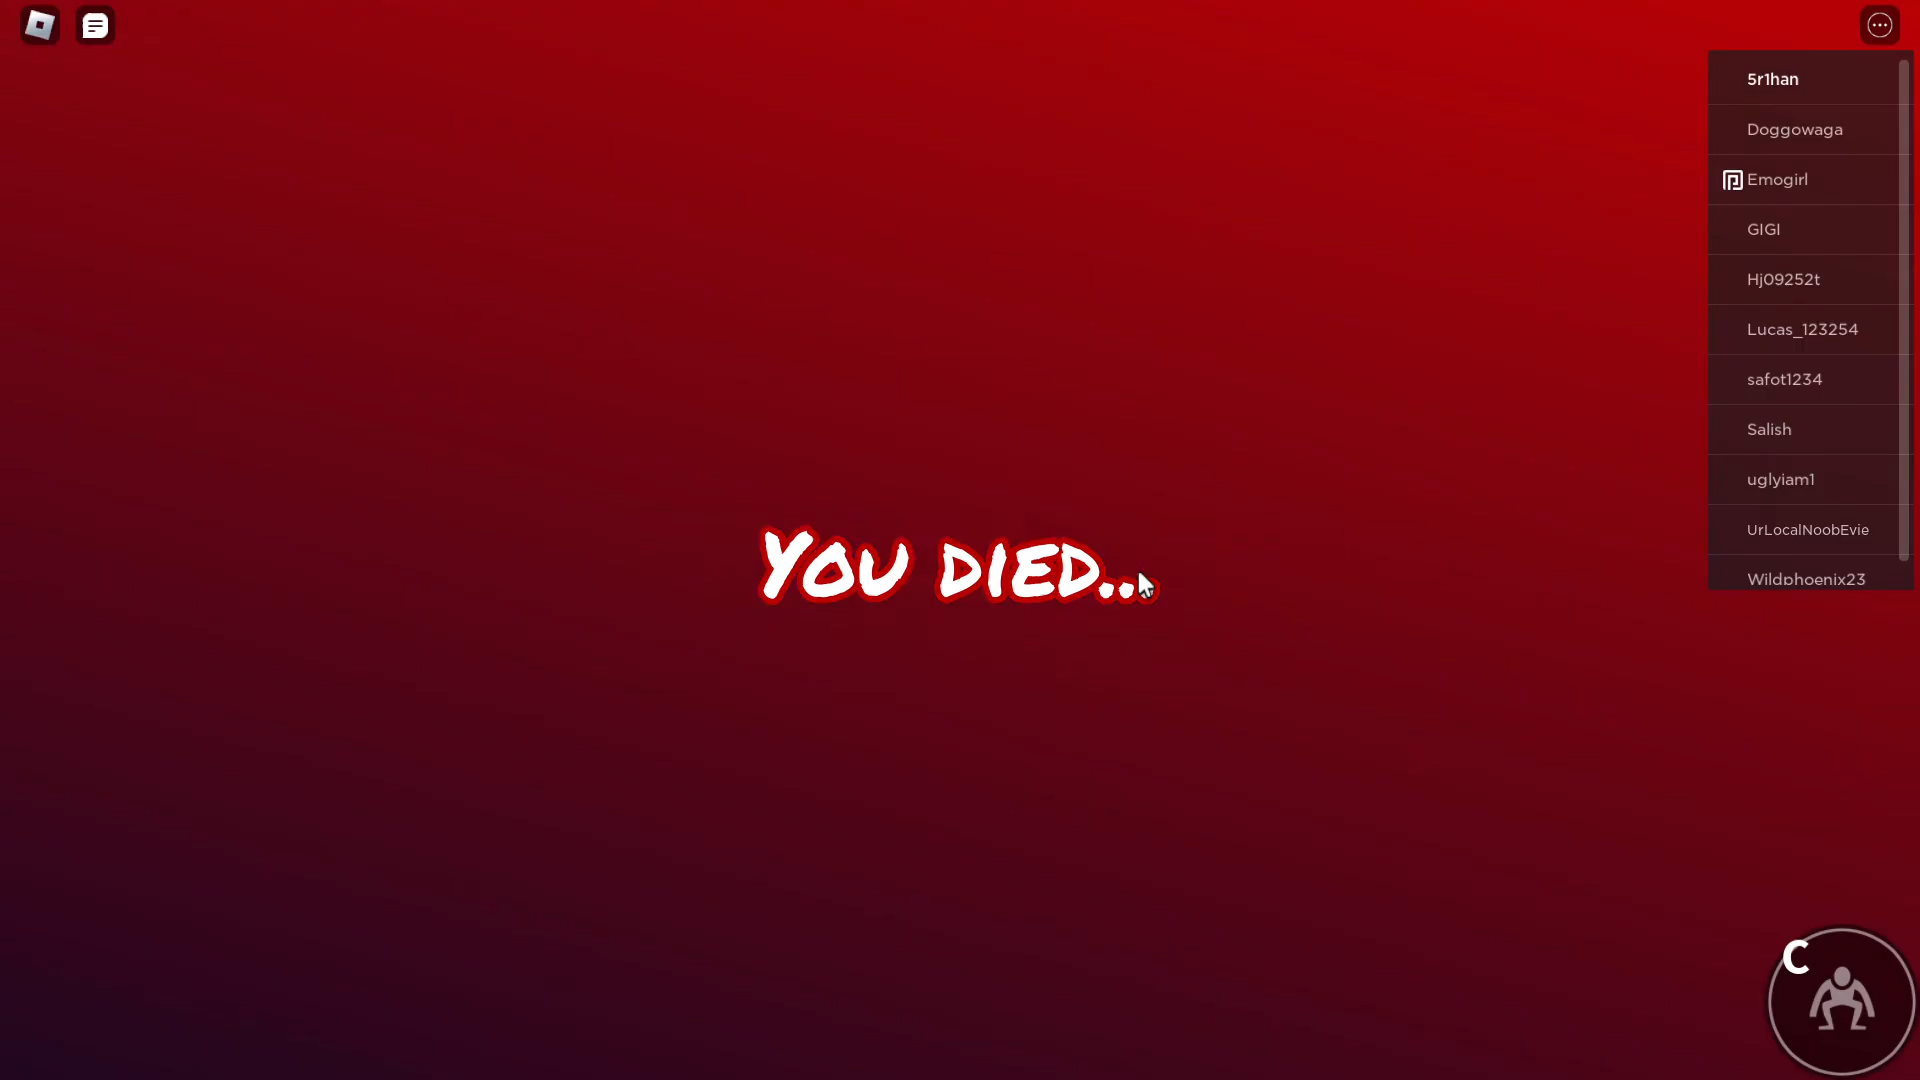 5r1han
Doggowaga
Emogirl
GIGI
Hj09252t
Lucas_123254
safot1234
Salish
uglyiam1
UrLocalNoobEvie
Wildphoenix23
You died...
C